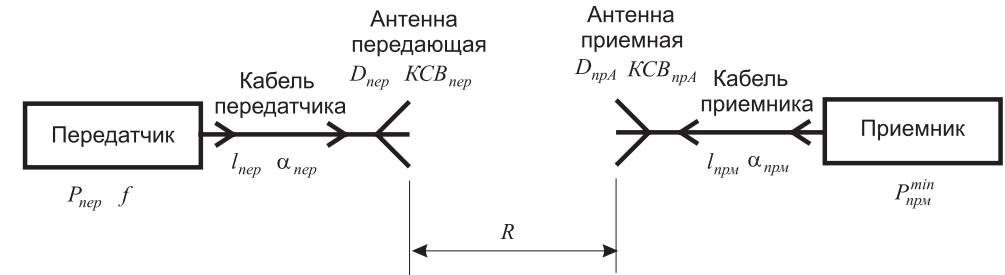 Антенна
передающая
D_пер КСВ_пер
Антенна
приемная
D_прА КСВ_прА
Кабель
передатчика
Кабель
приемника
Передатчик
Приемник
l_пер α_пер
l_прм α_прм
P_пер f
P_прм^min
R